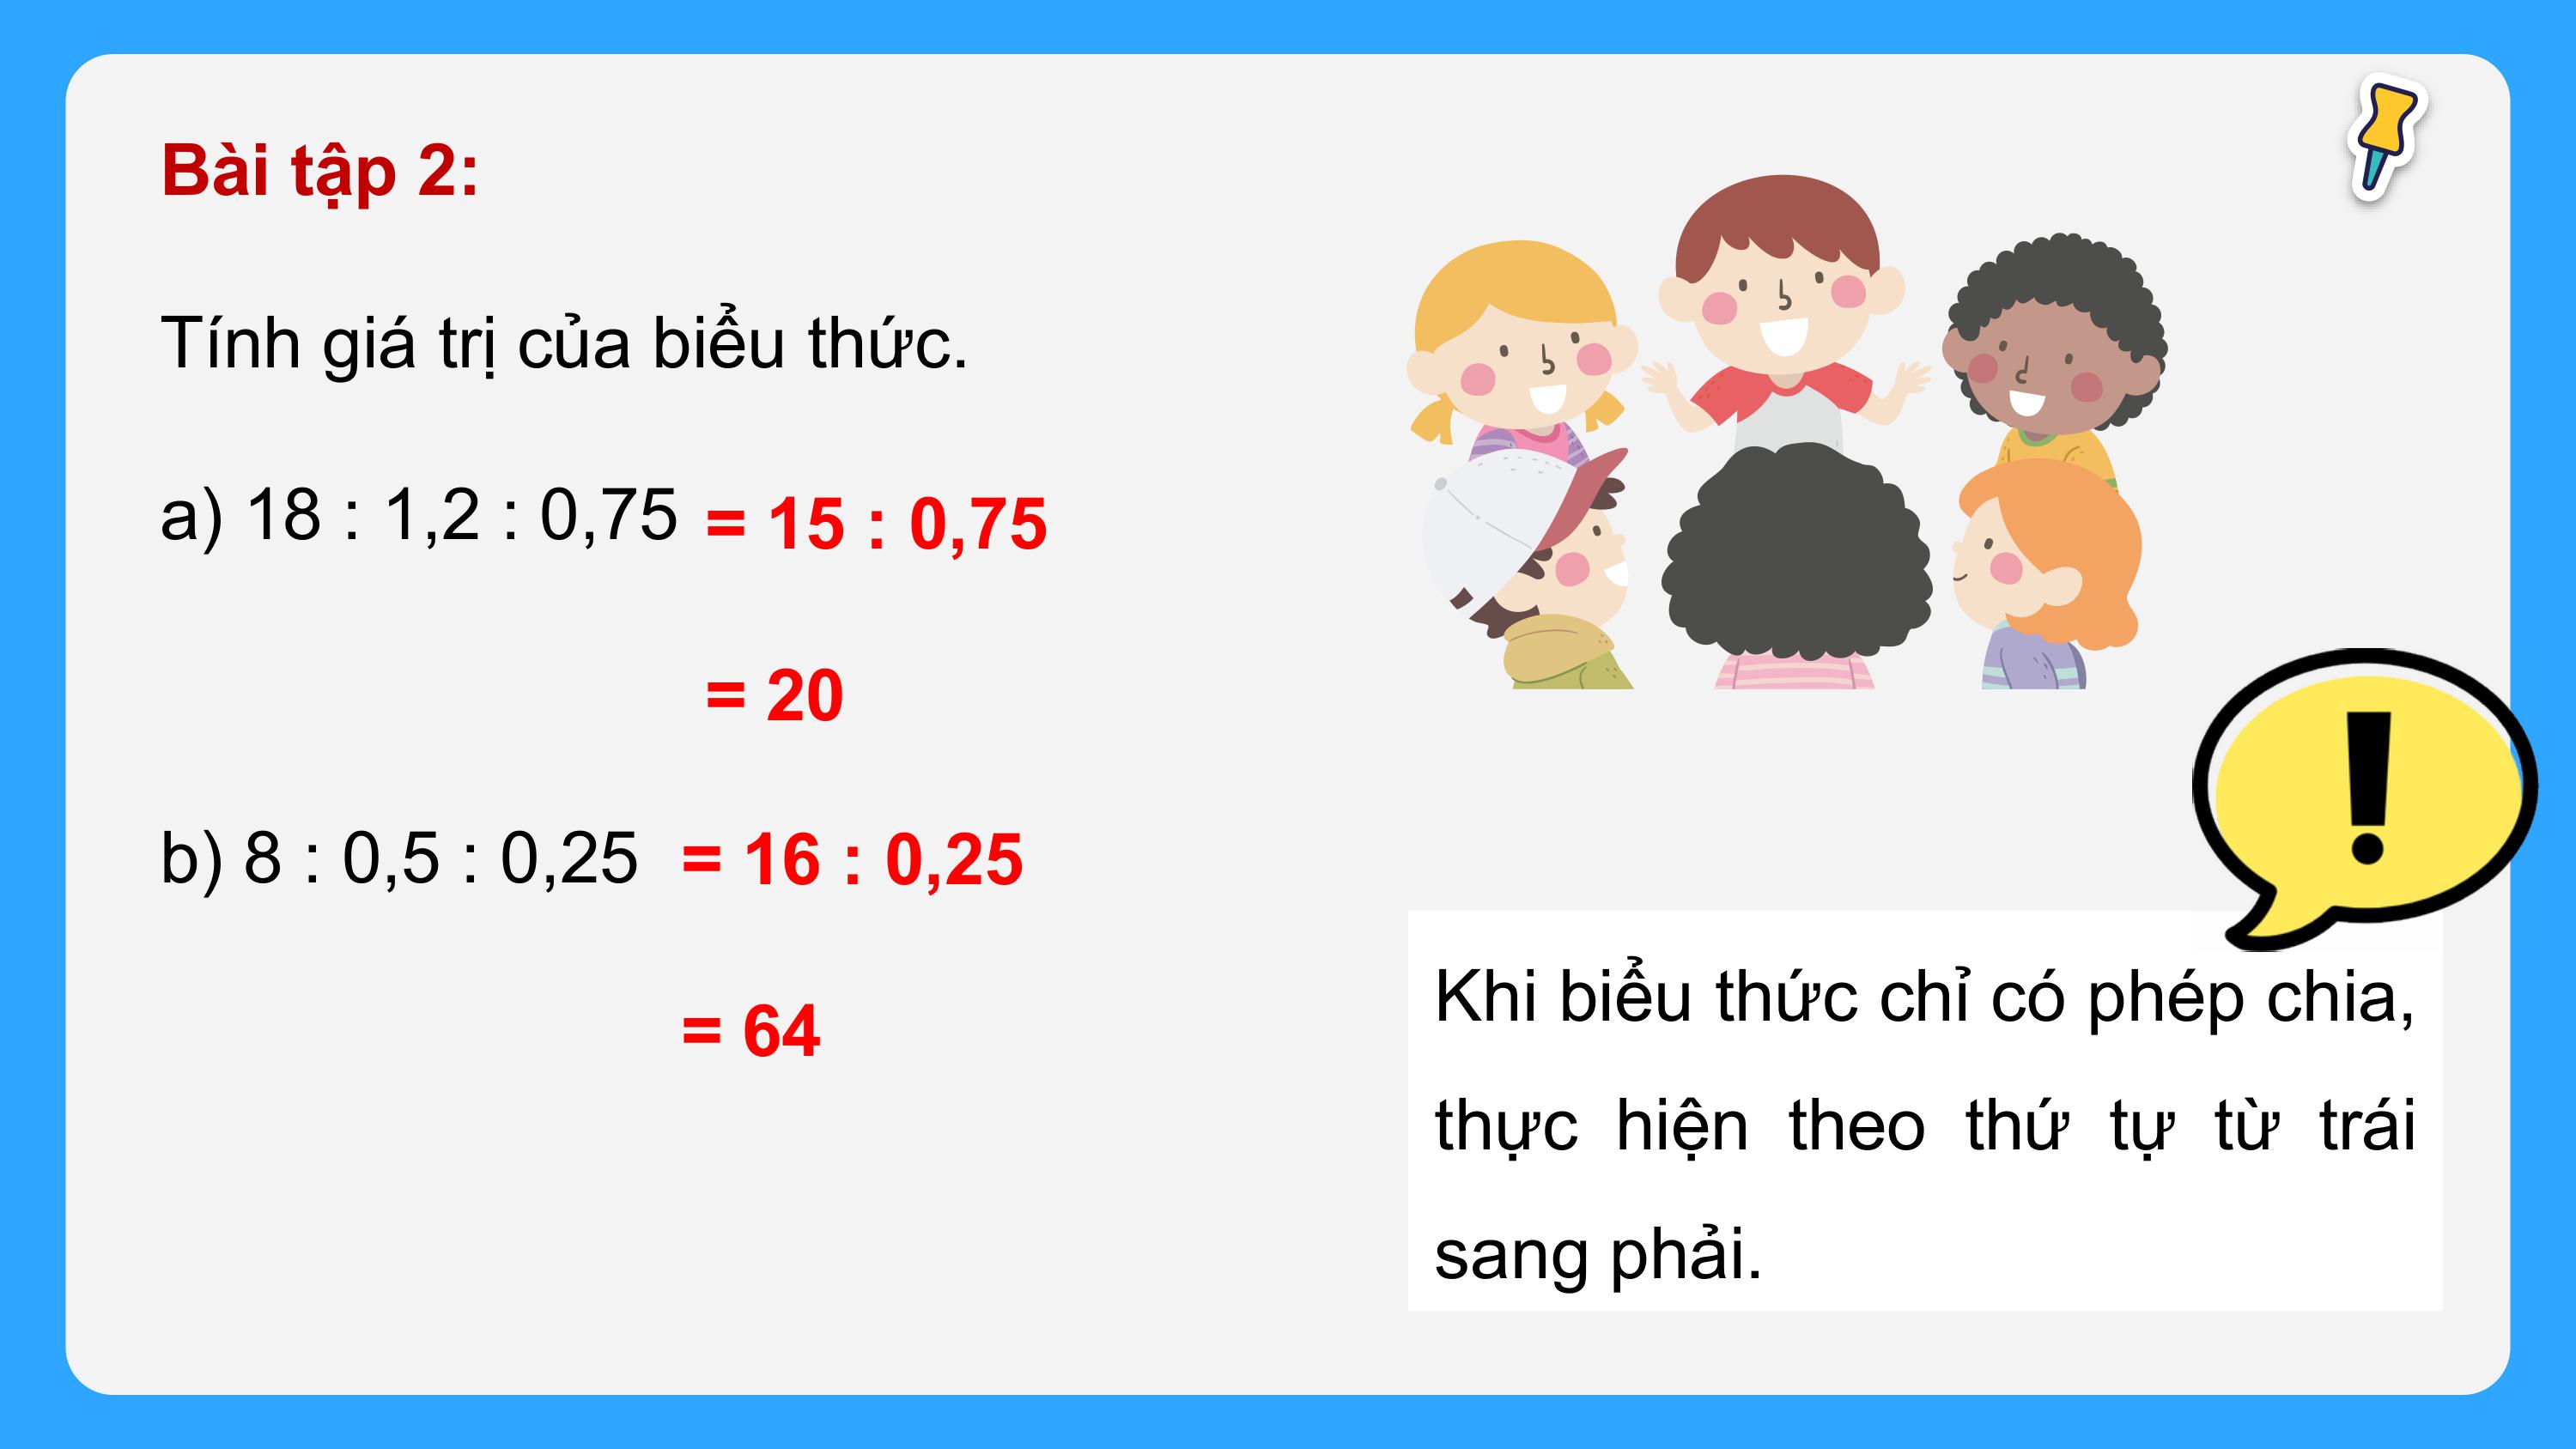 Bài tập 2:
Tính giá trị của biểu thức.
a) 18 : 1,2 : 0,75 = 15 : 0,75
= 20
b) 8 : 0,5 : 0,25 = 16 : 0,25
= 64
!
Khi biểu thức chỉ có phép chia,
thực hiện theo thứ tự từ trái
sang phải.